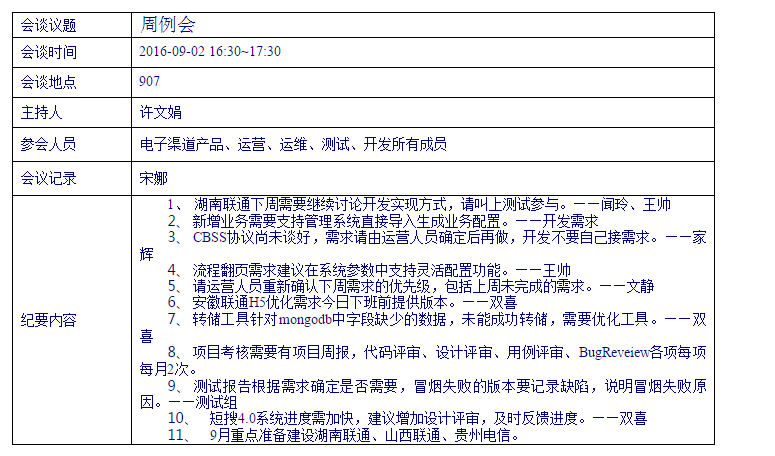 会谈议题 周例会
会谈时间 2016-09-02 16:30~17:30
会谈地点 907
主持人 许文娟
参会人员 电子渠道产品、运营、运维、测试、开发所有成员
会议记录 宋娜
纪要内容
1、 湖南联通下周需要继续讨论开发实现方式，请叫上测试参与。——闻玲、王帅
2、 新增业务需要支持管理系统直接导入生成业务配置。——开发需求
3、 CBSS协议尚未谈好，需求请由运营人员确定后再做，开发不要自己接需求。——家
辉
4、 流程翻页需求建议在系统参数中支持灵活配置功能。——王帅
5、 请运营人员重新确认下周需求的优先级，包括上周未完成的需求。——文静
6、 安徽联通H5优化需求今日下班前提供版本。——双喜
7、 转储工具针对mongodb中字段缺少的数据，未能成功转储，需要优化工具。——双
喜
8、 项目考核需要有项目周报，代码评审、设计评审、用例评审、BugReveiew各项每项
每月2次。
9、 测试报告根据需求确定是否需要，冒烟失败的版本要记录缺陷，说明冒烟失败原
因。——测试组
10、 短搜4.0系统进度需加快，建议增加设计评审，及时反馈进度。——双喜
11、 9月重点准备建设湖南联通、山西联通、贵州电信。